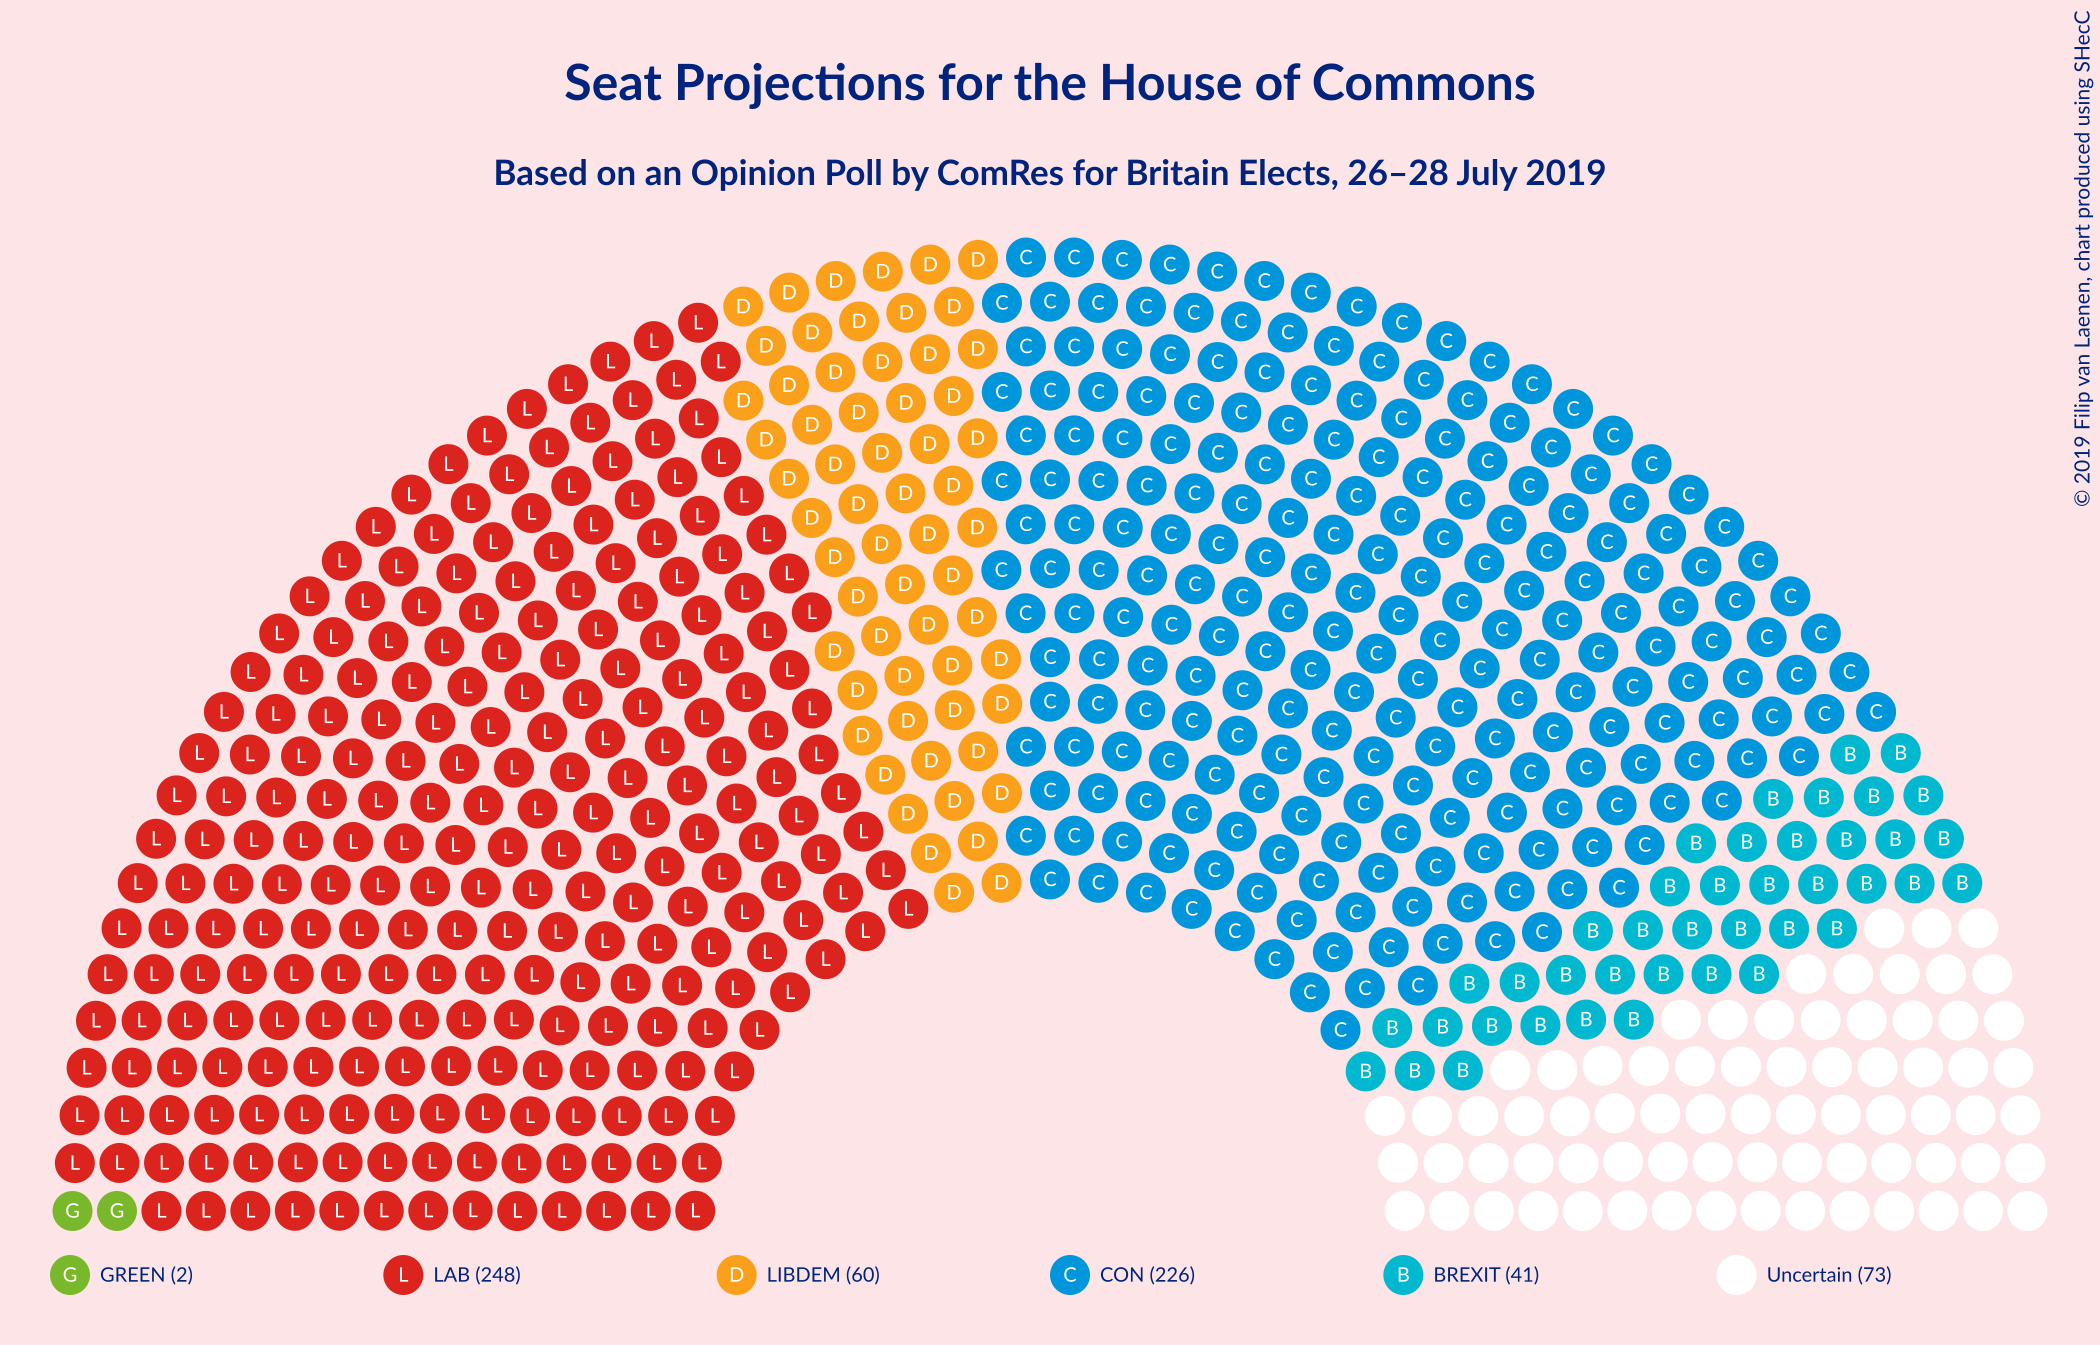 Seat Projections for the House of Commons
Based on an Opinion Poll by ComRes for Britain Elects, 26–28 July 2019
© 2019 Filip van Laenen, chart produced using SHecC
G GREEN (2)
L LAB (248)
D LIBDEM (60)
C CON (226)
B BREXIT (41)
Uncertain (73)